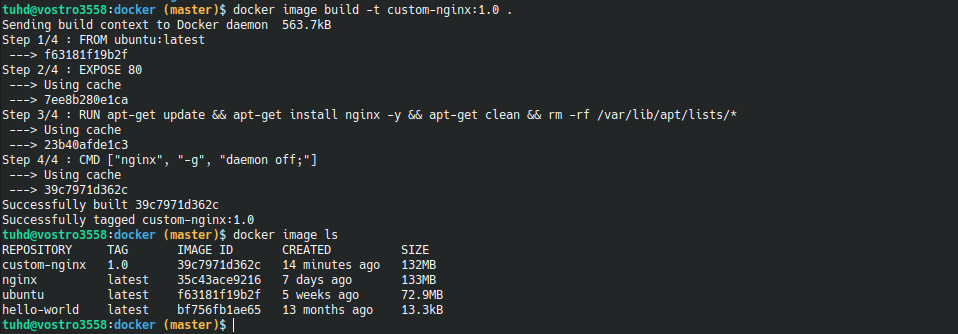 tuhd@vostro3558:docker (master)$ docker image build -t custom-nginx:1.0 .
Sending build context to Docker daemon  563.7kB
Step 1/4 : FROM ubuntu:latest
 ---> f63181f19b2f
Step 2/4 : EXPOSE 80
 ---> Using cache
 ---> 7ee8b280e1ca
Step 3/4 : RUN apt-get update && apt-get install nginx -y && apt-get clean && rm -rf /var/lib/apt/lists/*
 ---> Using cache
 ---> 23b40afde1c3
Step 4/4 : CMD ["nginx", "-g", "daemon off;"]
 ---> Using cache
 ---> 39c7971d362c
Successfully built 39c7971d362c
Successfully tagged custom-nginx:1.0
tuhd@vostro3558:docker (master)$ docker image ls
REPOSITORY     TAG       IMAGE ID       CREATED          SIZE
custom-nginx   1.0       39c7971d362c   14 minutes ago   132MB
nginx          latest    35c43ace9216   7 days ago       133MB
ubuntu         latest    f63181f19b2f   5 weeks ago      72.9MB
hello-world    latest    bf756fb1ae65   13 months ago    13.3kB
tuhd@vostro3558:docker (master)$